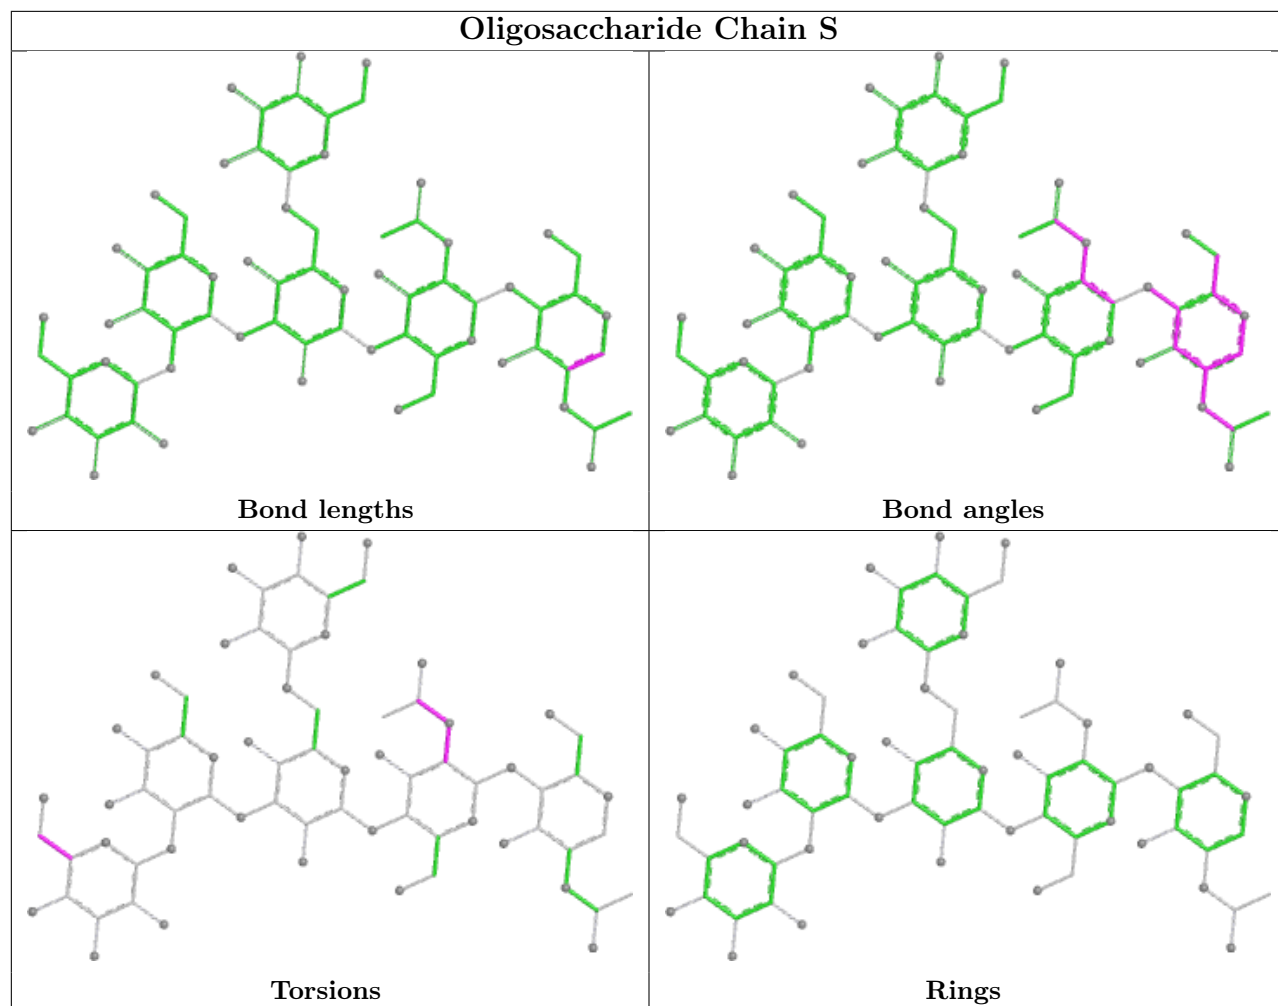 Oligosaccharide Chain S
Bond lengths
Bond angles
Torsions
Rings